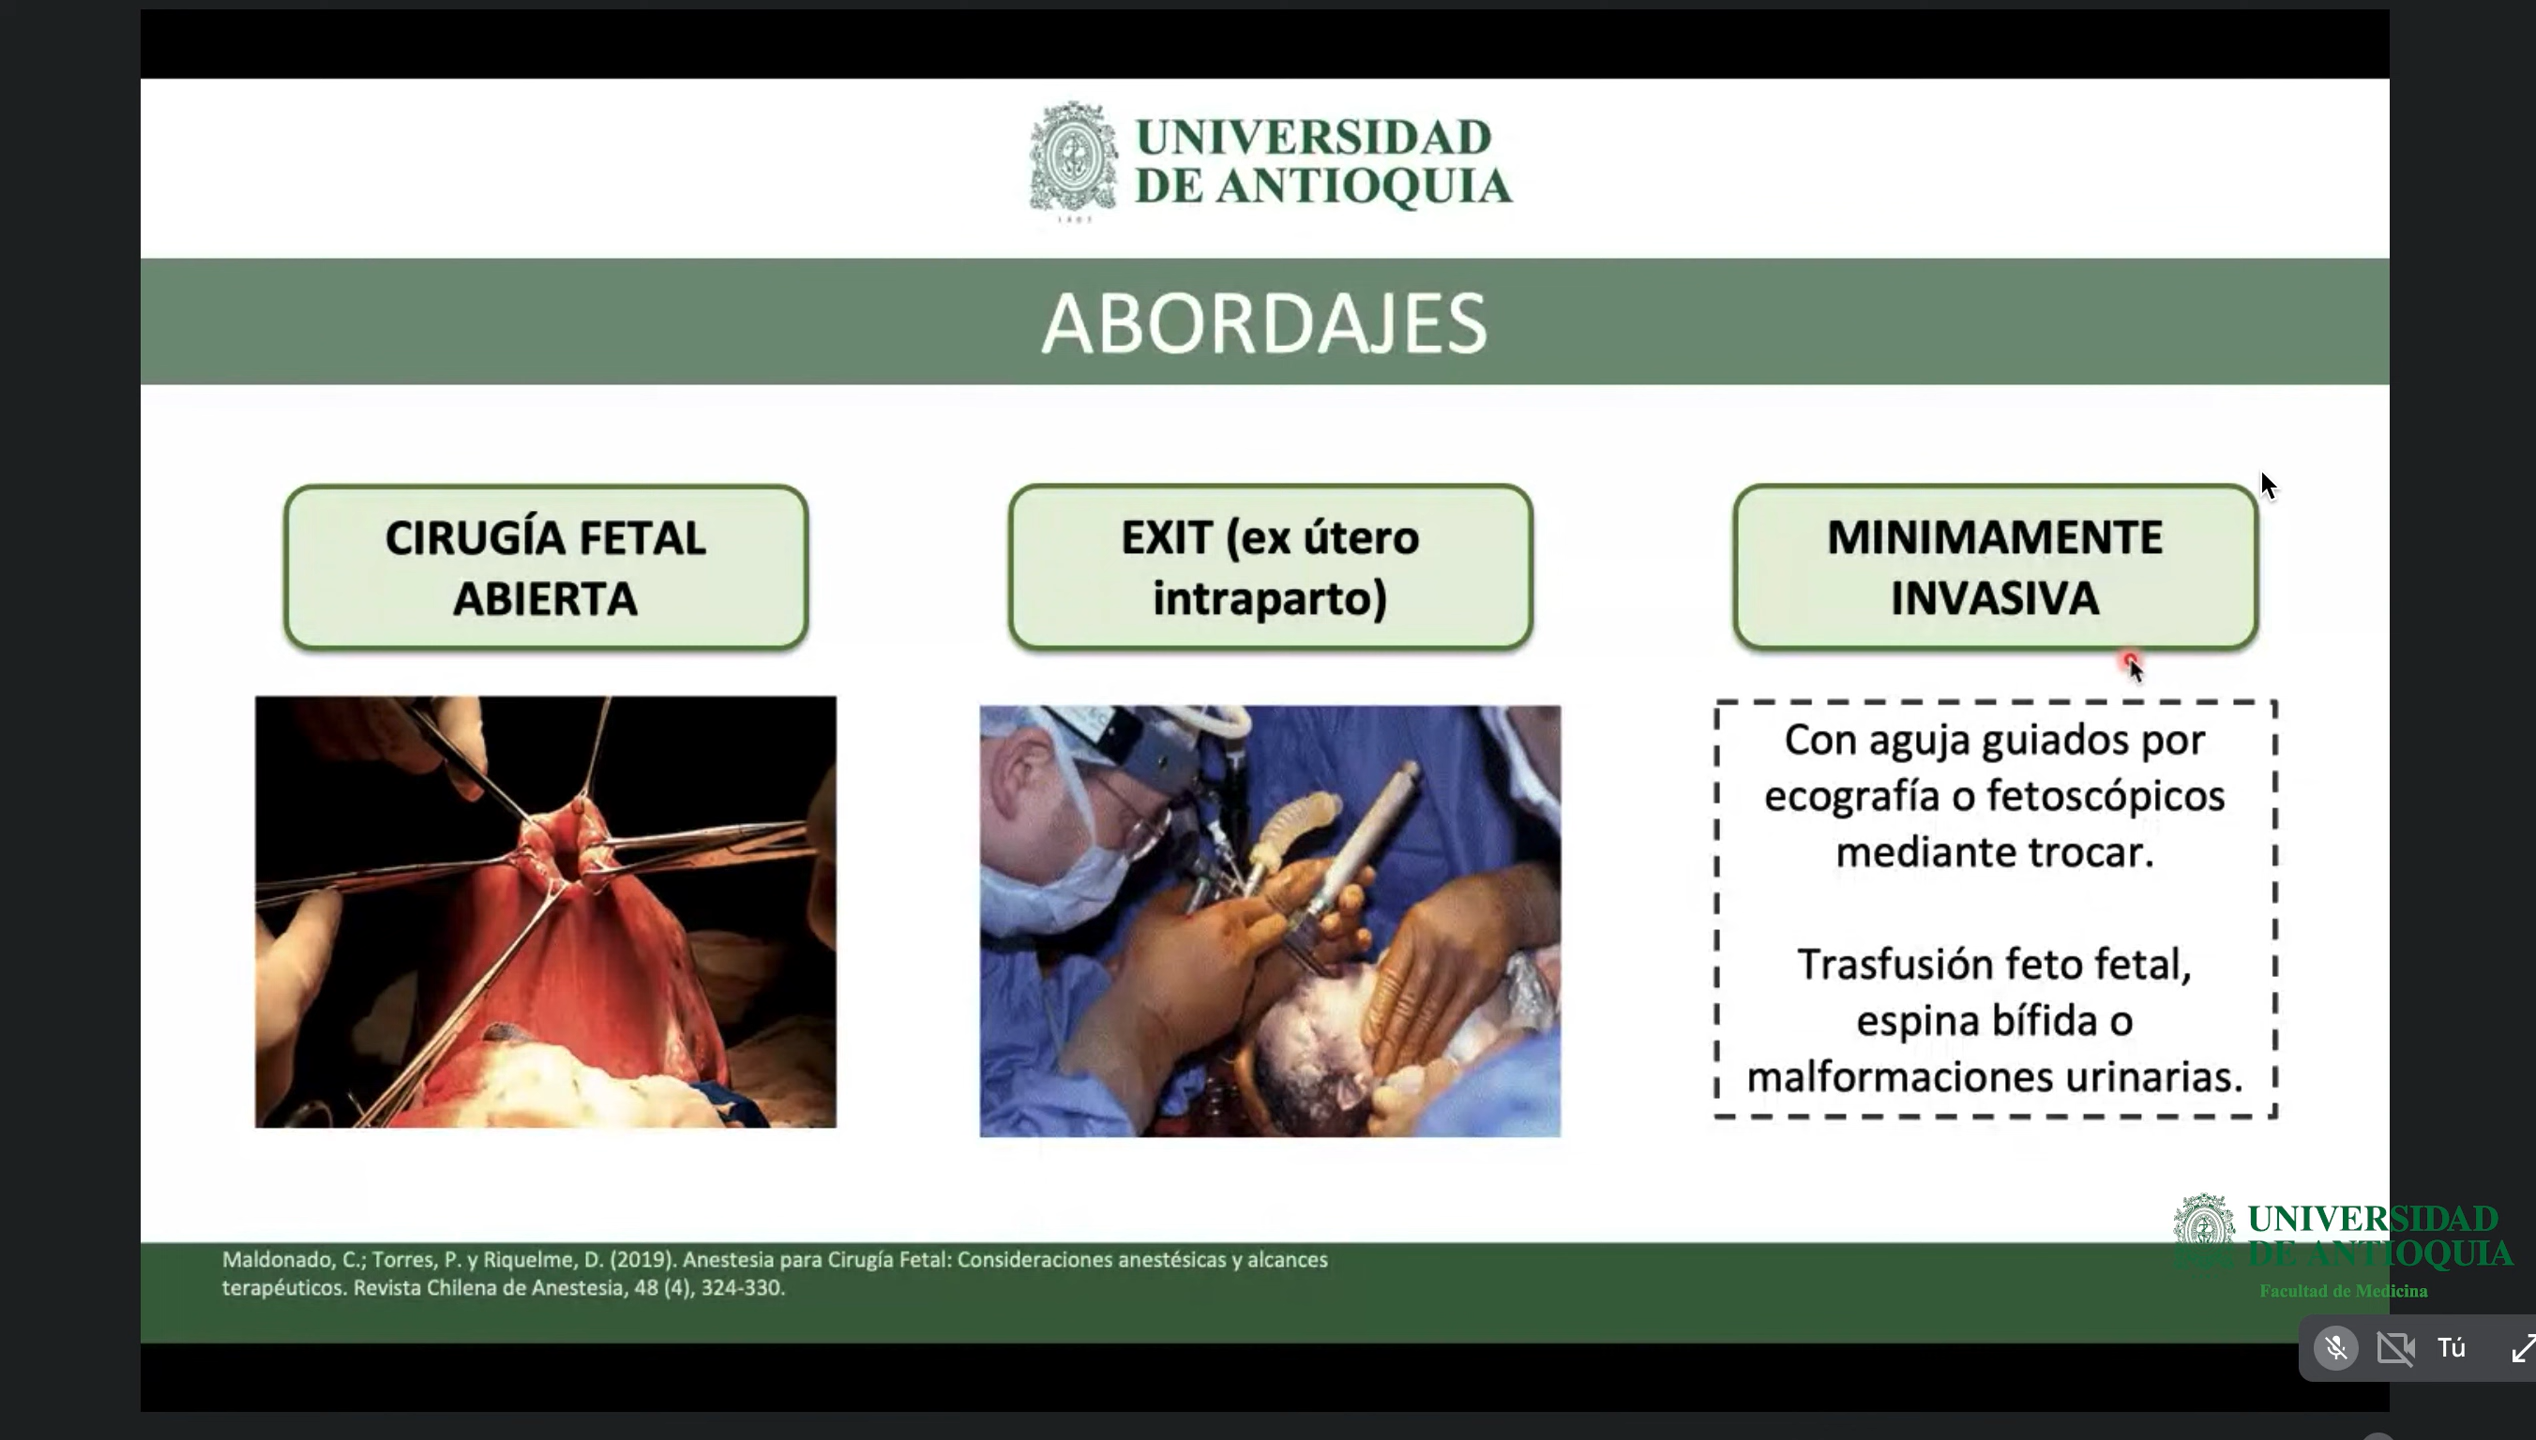 UNIVERSIDAD
DE ANTIOQUIA
1803
ABORDAJES
CIRUGÍA FETAL
ABIERTA
EXIT (ex útero
intraparto)
MINIMAMENTE
INVASIVA
Con aguja guiados por
ecografía o fetoscópicos
mediante trocar.
Trasfusión feto fetal,
espina bífida o
malformaciones urinarias.
Maldonado, C.; Torres, P. y Riquelme, D. (2019). Anestesia para Cirugía Fetal: Consideraciones anestésicas y alcances
terapéuticos. Revista Chilena de Anestesia, 48 (4), 324-330.
UNIVERSIDAD
DE ANTIOQUIA
Facultad de Medicina
Tú